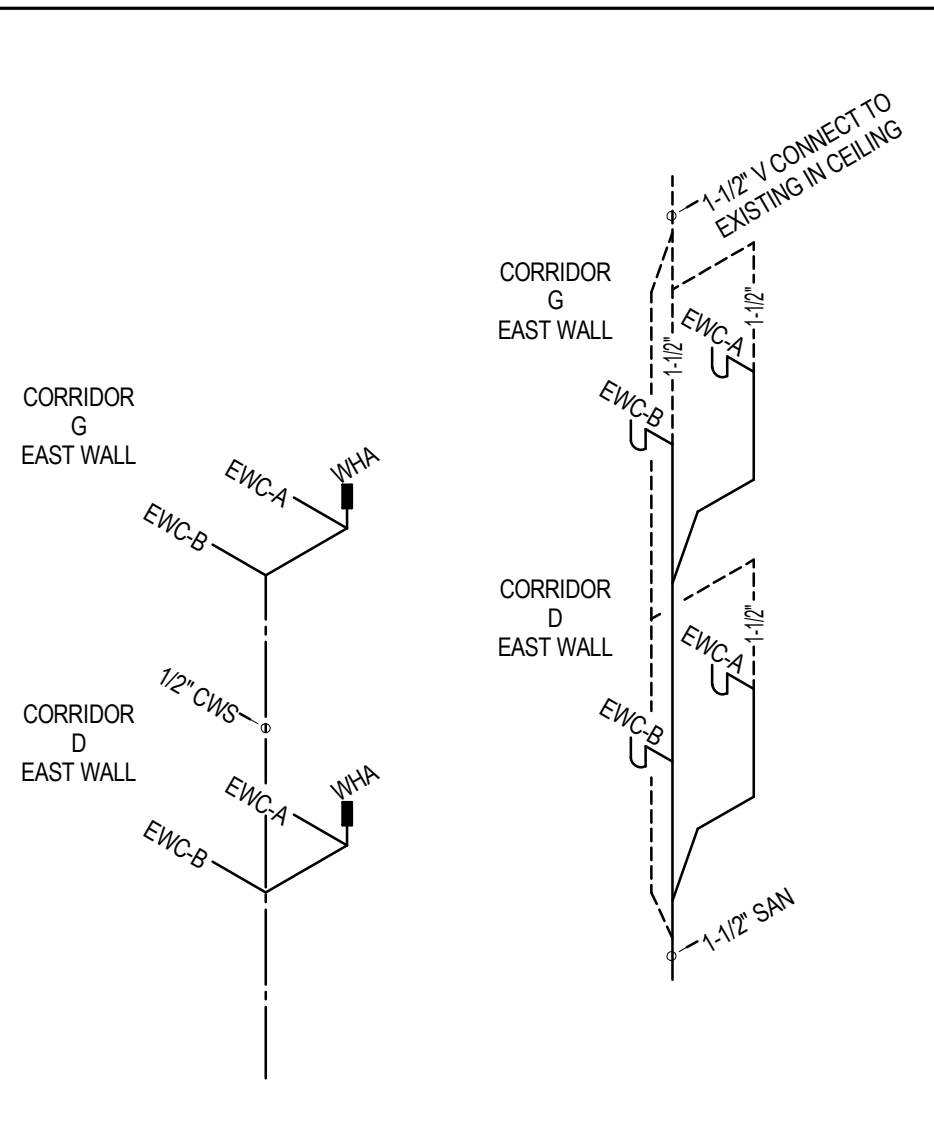 CORRIDOR
G
EAST WALL
EWC-A
WHA
EWC-B
1/2" CWS
CORRIDOR
D
EAST WALL
EWC-A
WHA
EWC-B
1-1/2" V CONNECT TO
EXISTING IN CEILING
CORRIDOR
G
EAST WALL
1-1/2"
EWC-A
1-1/2"
EWC-B
CORRIDOR
D
EAST WALL
1-1/2"
EWC-A
EWC-B
1-1/2" SAN